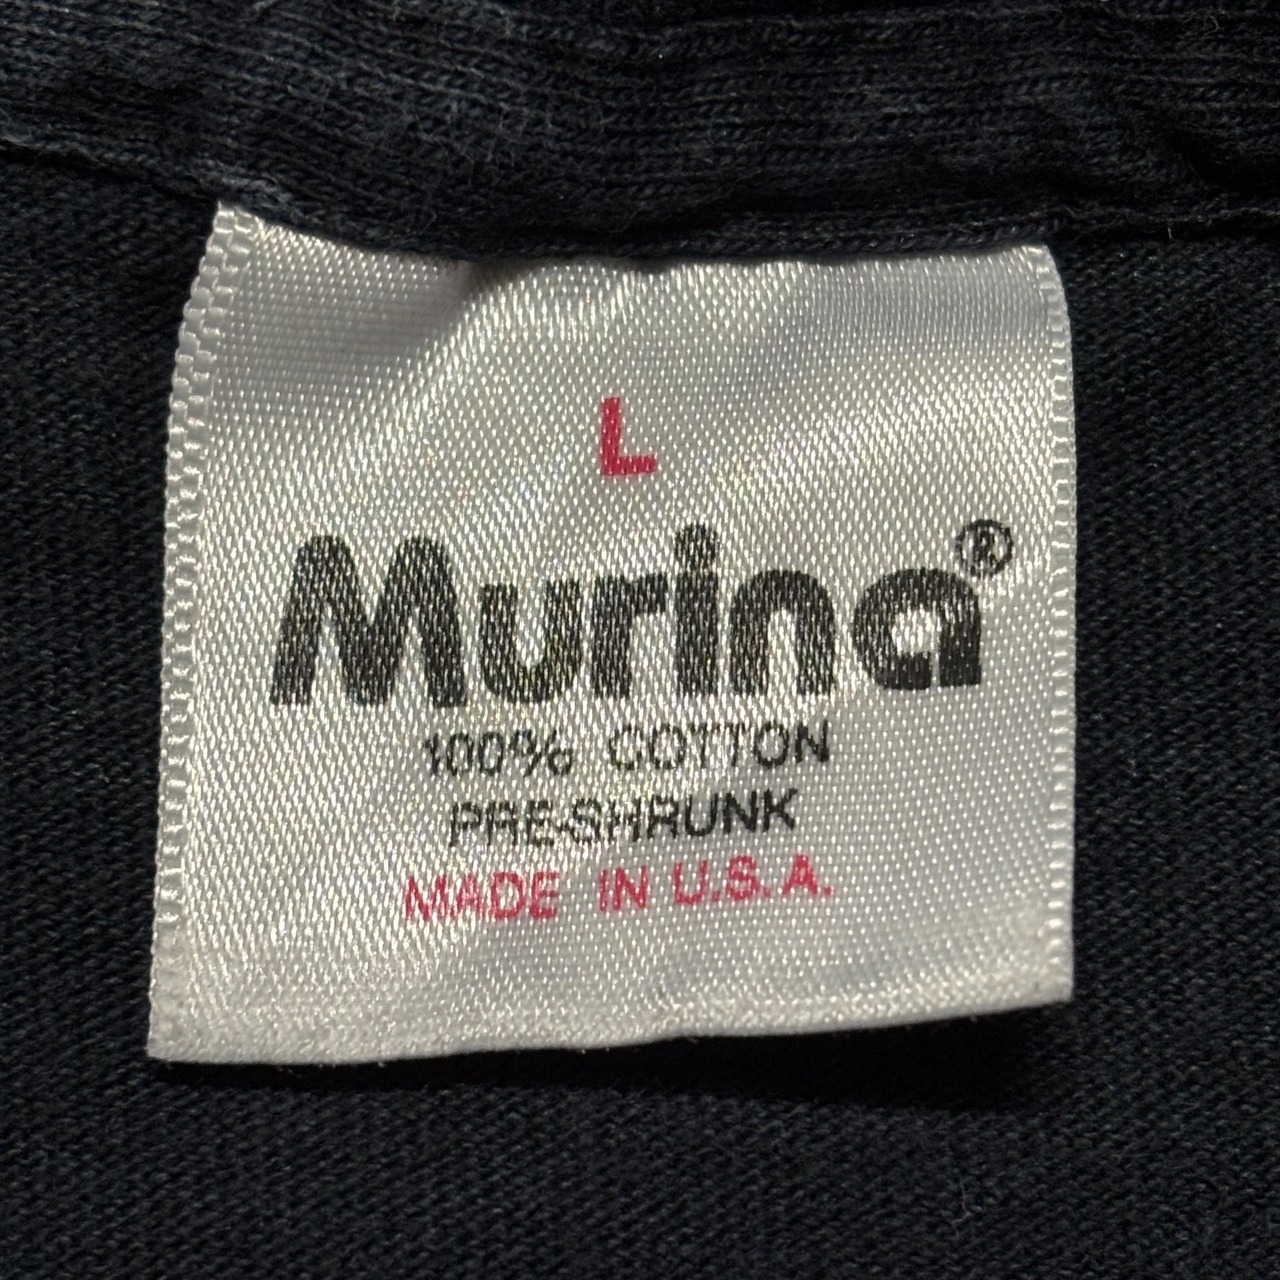 L
Murina®
100% COTTON
PRE-SHRUNK
MADE IN U.S.A.